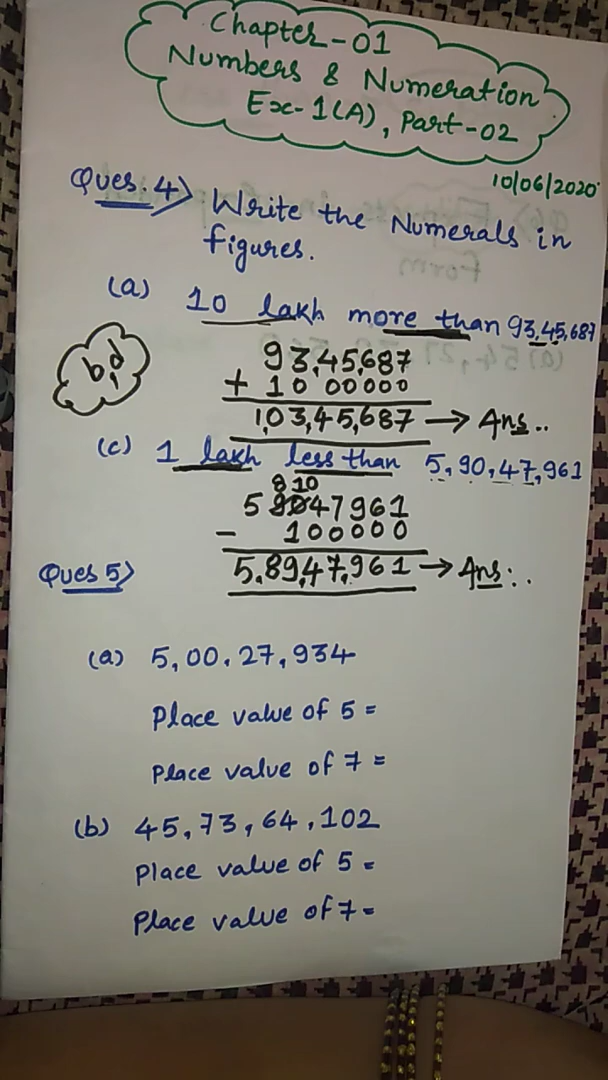 Chapter-01
Numbers & Numeration
Ex-1(A), Part-02
10/06/2020
Ques.4) Write the Numerals in
figures.
(a) 10 lakh more than 93,45,687
b,d
93,45,687
+ 10 00000
1,03,45,687 → Ans..
(c) 1 lakh less than 5,90,47,961
8 10
5 9047961
- 100000
5,89,47,961 → Ans:.
Ques 5)
(a) 5,00,27,934
Place value of 5 =
Place value of 7 =
(b) 45,73,64,102
Place value of 5 =
Place value of 7 =